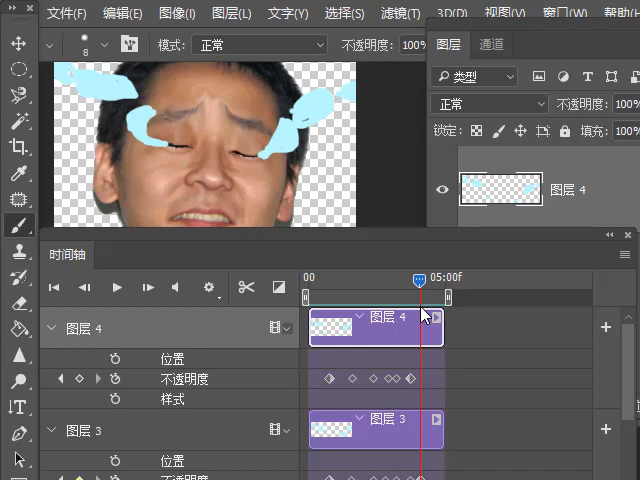 文件(F) 编辑(E) 图像(I) 图层(L) 文字(Y) 选择(S) 滤镜(T) 3D(D) 视图(V) 窗口(W) 帮助(H)
8 模式: 正常 不透明度: 100%
图层 通道
类型
正常 不透明度: 100%
锁定: 填充: 100%
图层 4
时间轴
00 05:00f
图层 4 图层 4
位置
不透明度
样式
图层 3 图层 3
位置
不透明度